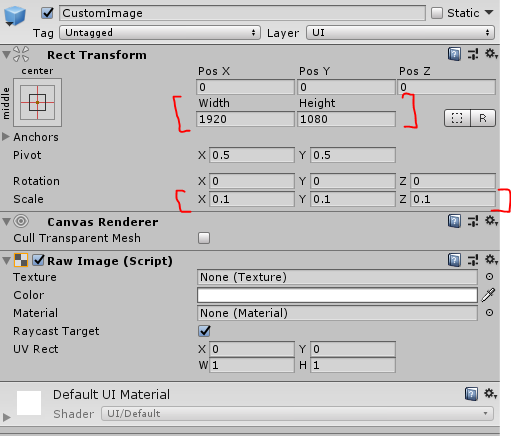 CustomImage Static
Tag Untagged Layer UI
Rect Transform
center
middle
Pos X Pos Y Pos Z
0 0 0
Width Height
1920 1080
R
Anchors
Pivot X 0.5 Y 0.5
Rotation X 0 Y 0 Z 0
Scale X 0.1 Y 0.1 Z 0.1
Canvas Renderer
Cull Transparent Mesh
Raw Image (Script)
Texture None (Texture)
Color
Material None (Material)
Raycast Target
UV Rect X 0 Y 0
W 1 H 1
Default UI Material
Shader UI/Default